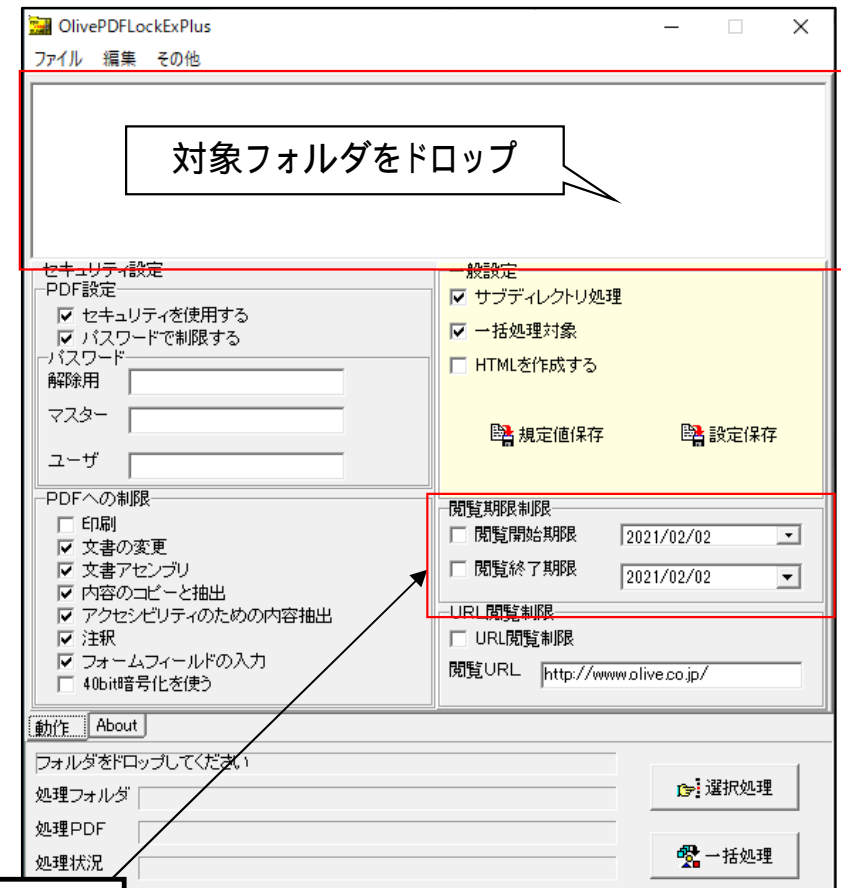 OlivePDFLockExPlus
ファイル 編集 その他
対象フォルダをドロップ
セキュリティ設定
PDF設定
セキュリティを使用する
パスワードで制限する
パスワード
解除用
マスター
ユーザ
PDFへの制限
印刷
文書の変更
文書アセンブリ
内容のコピーと抽出
アクセシビリティのための内容抽出
注釈
フォームフィールドの入力
40bit暗号化を使う
一般設定
サブディレクトリ処理
一括処理対象
HTMLを作成する
規定値保存 設定保存
閲覧期限制限
閲覧開始期限 2021/02/02
閲覧終了期限 2021/02/02
URL閲覧制限
URL閲覧制限
閲覧URL http://www.olive.co.jp/
動作 About
フォルダをドロップしてください
処理フォルダ
処理PDF
処理状況
選択処理
一括処理